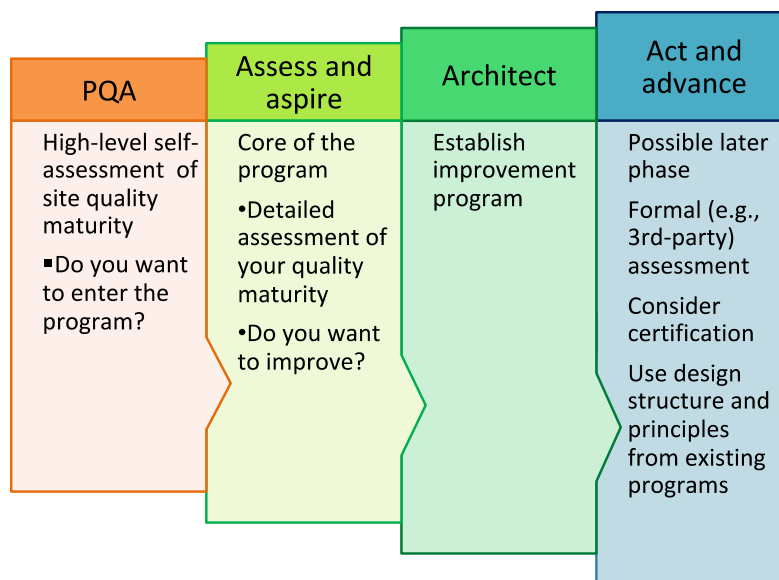 PQA
High-level self-
assessment of
site quality
maturity
▪Do you want
to enter the
program?
Assess and
aspire
Core of the
program
•Detailed
assessment of
your quality
maturity
•Do you want
to improve?
Architect
Establish
improvement
program
Act and
advance
Possible later
phase
Formal (e.g.,
3rd-party)
assessment
Consider
certification
Use design
structure and
principles
from existing
programs